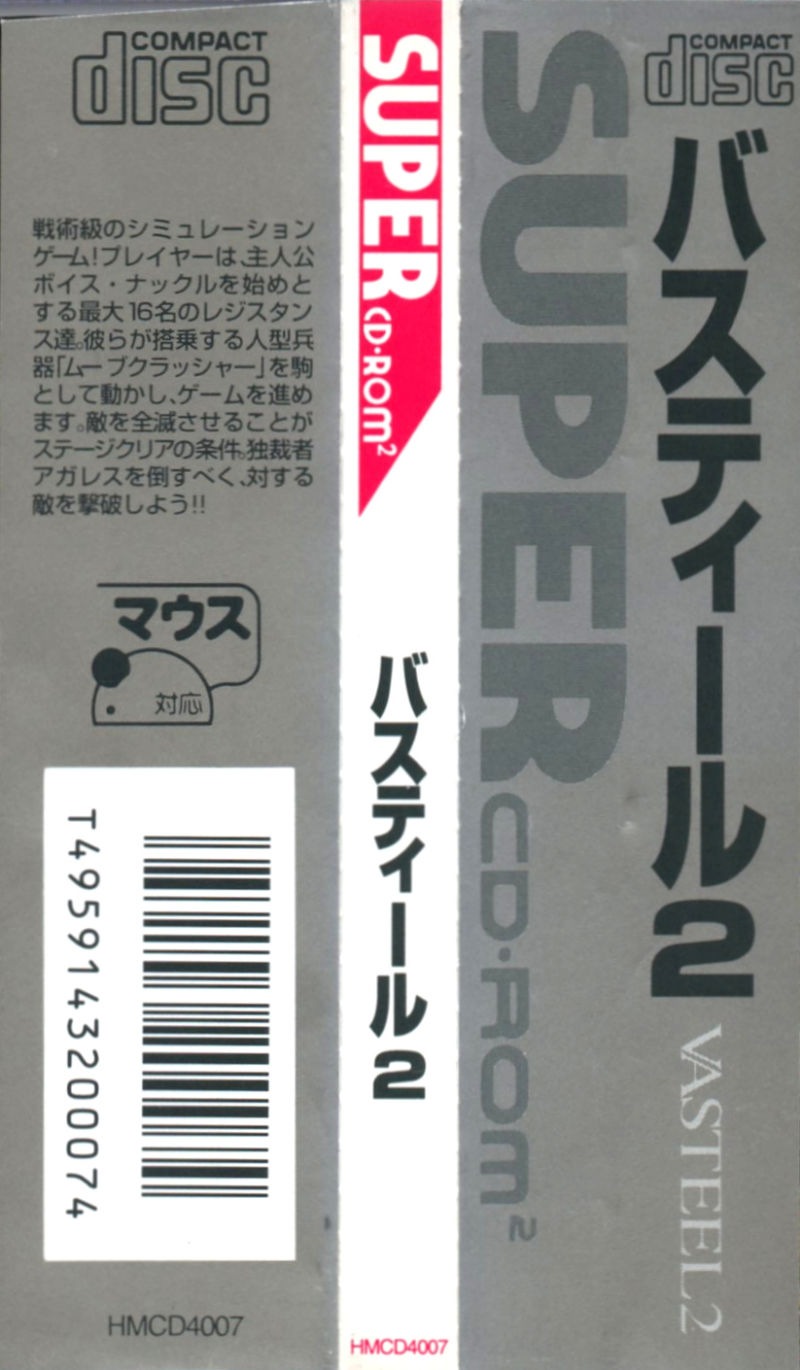 COMPACT
disc
戦術級のシミュレーション
ゲーム!プレイヤーは、主人公
ボイス・ナックルを始めと
する最大16名のレジスタン
ス達。彼らが搭乗する人型兵
器「ムーブクラッシャー」を駒
として動かし、ゲームを進め
ます。敵を全滅させることが
ステージクリアの条件。独裁者
アガレスを倒すべく、対する
敵を撃破しよう!!
マウス
対応
T4959143200074
HMCD4007
SUPER CD・ROM²
バスティール2
HMCD4007
SUPER CD・ROM²
COMPACT
disc
バスティール2
VASTEEL 2